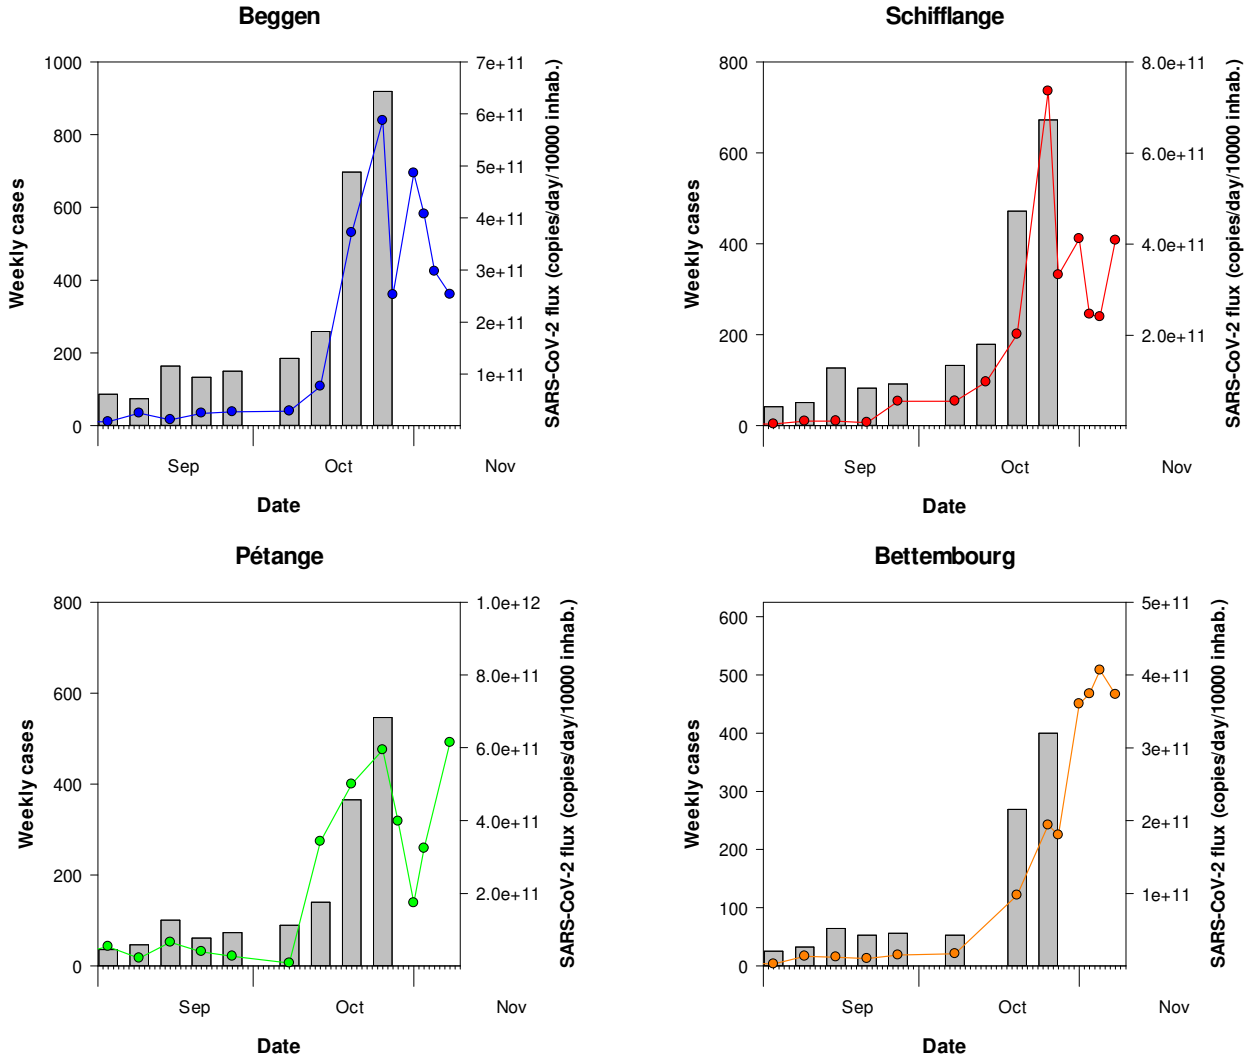 Beggen
1000
800
600
400
200
0
Weekly cases
7e+11
6e+11
5e+11
4e+11
3e+11
2e+11
1e+11
SARS-CoV-2 flux (copies/day/10000 inhab.)
Sep
Oct
Nov
Date
Schifflange
800
600
400
200
0
Weekly cases
8.0e+11
6.0e+11
4.0e+11
2.0e+11
SARS-CoV-2 flux (copies/day/10000 inhab.)
Sep
Oct
Nov
Date
Pétange
800
600
400
200
0
Weekly cases
1.0e+12
8.0e+11
6.0e+11
4.0e+11
2.0e+11
SARS-CoV-2 flux (copies/day/10000 inhab.)
Sep
Oct
Nov
Date
Bettembourg
600
500
400
300
200
100
0
Weekly cases
5e+11
4e+11
3e+11
2e+11
1e+11
SARS-CoV-2 flux (copies/day/10000 inhab.)
Sep
Oct
Nov
Date